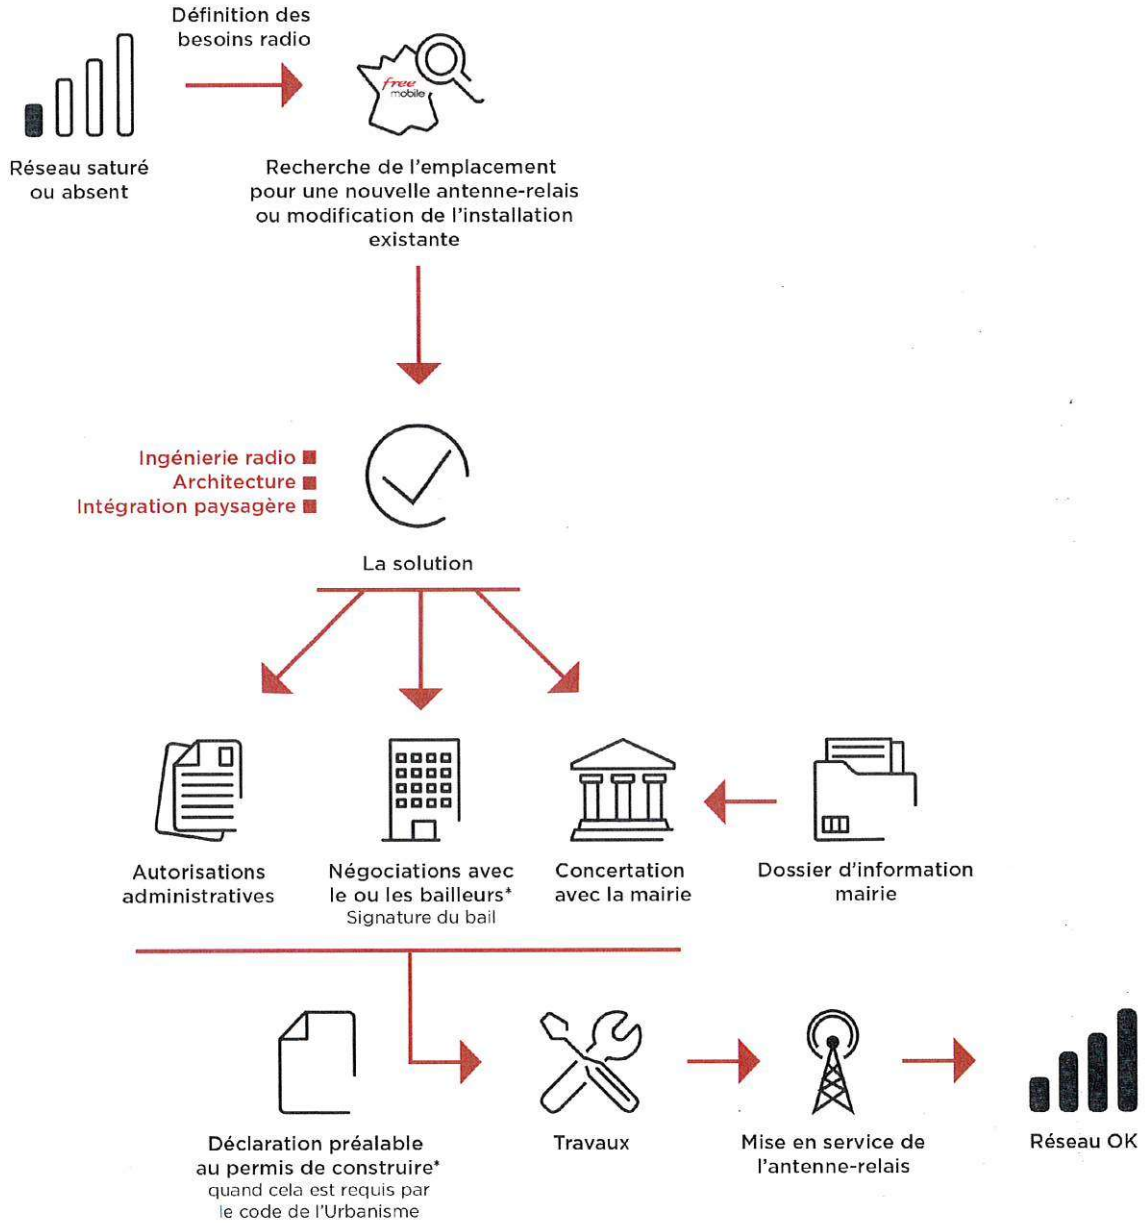 Définition des
besoins radio
free
mobile
Réseau saturé
ou absent
Recherche de l'emplacement
pour une nouvelle antenne-relais
ou modification de l'installation
existante
Ingénierie radio
Architecture
Intégration paysagère
La solution
Autorisations
administratives
Négociations avec
le ou les bailleurs*
Signature du bail
Concertation
avec la mairie
Dossier d'information
mairie
Déclaration préalable
au permis de construire*
quand cela est requis par
le code de l'Urbanisme
Travaux
Mise en service de
l'antenne-relais
Réseau OK